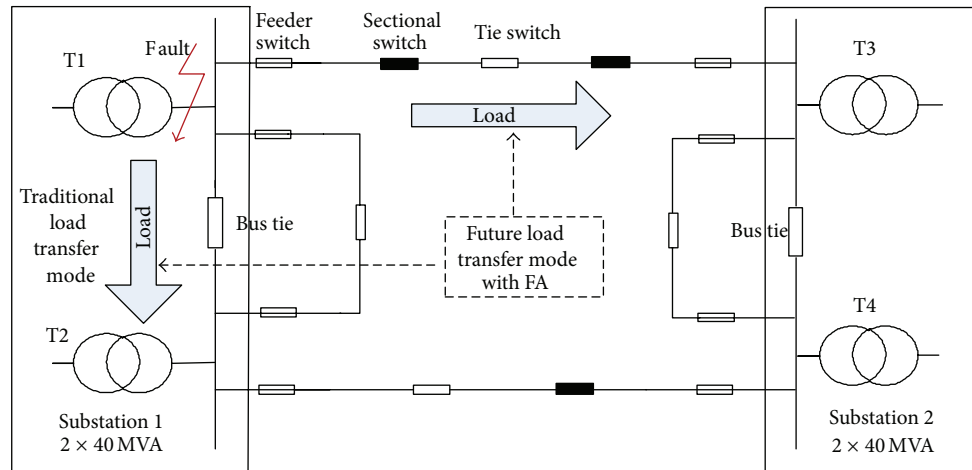 Feeder
switch
Sectional
switch
Tie switch
T1
Fault
T3
Load
Traditional
load
transfer
mode
Load
Bus tie
Future load
transfer mode
with FA
Bus tie
T2
T4
Substation 1
2 × 40 MVA
Substation 2
2 × 40 MVA